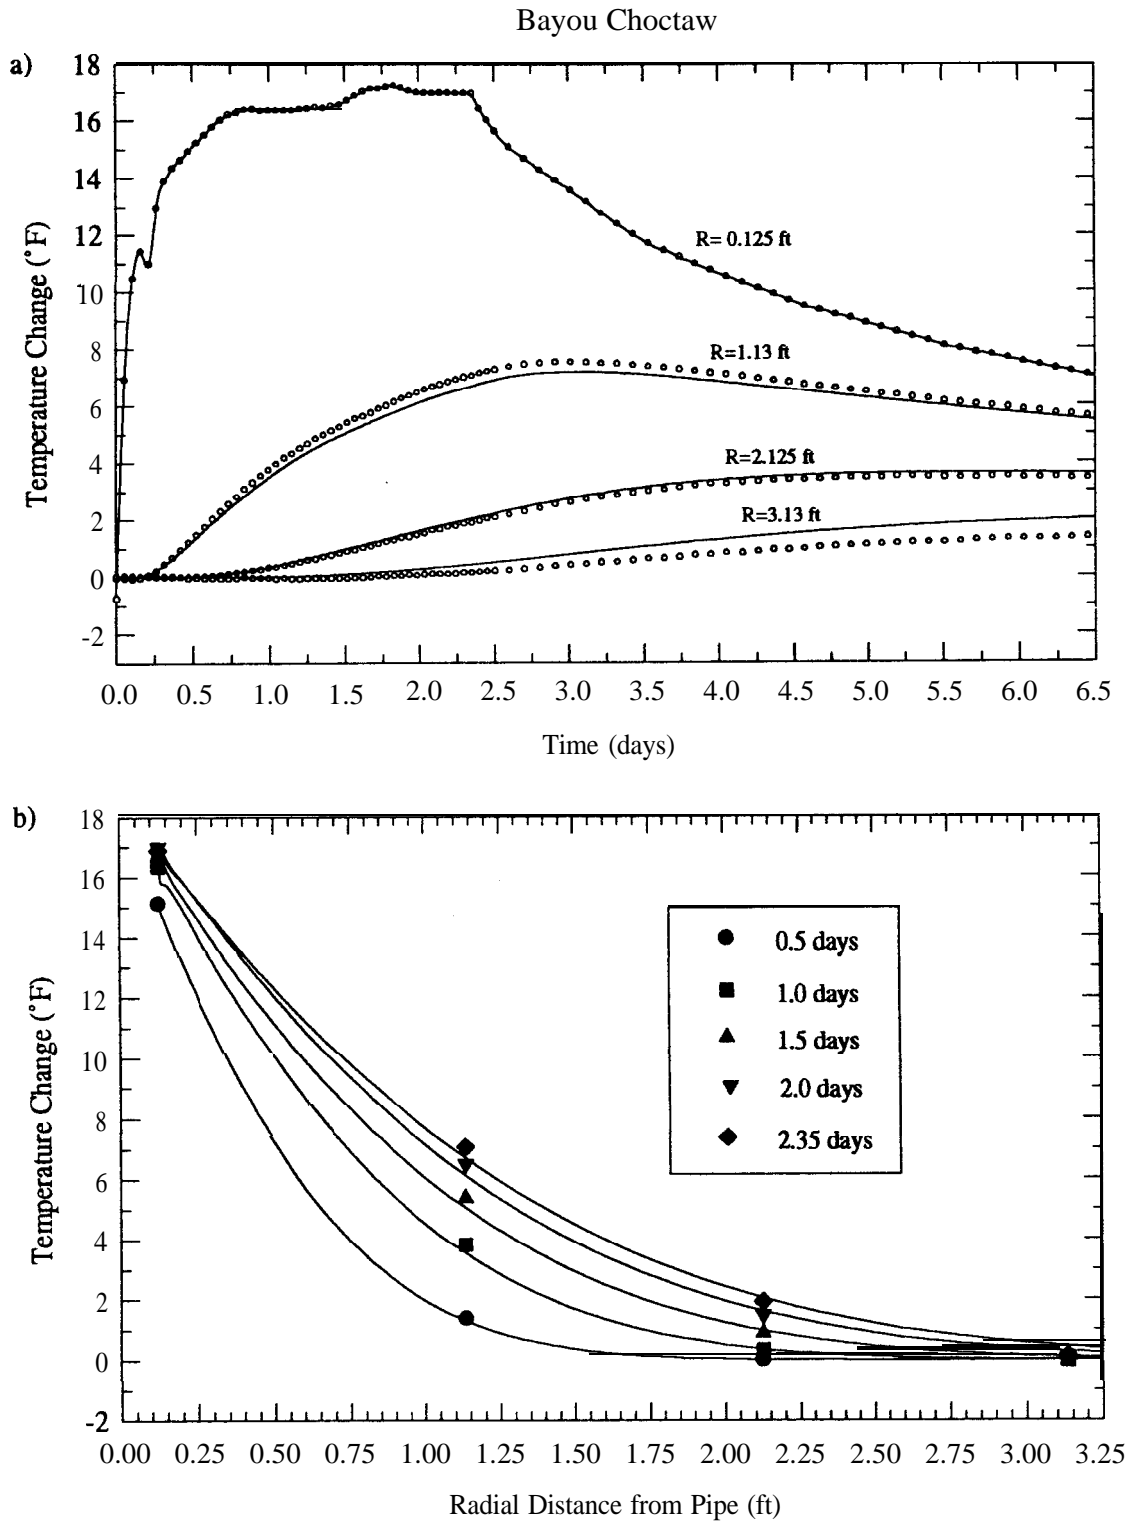 Bayou Choctaw
a)
18
16
14
12
10
8
6
4
2
0
-2
Temperature Change (°F)
R= 0.125 ft
R=1.13 ft
R=2.125 ft
R=3.13 ft
0.0 0.5 1.0 1.5 2.0 2.5 3.0 3.5 4.0 4.5 5.0 5.5 6.0 6.5
Time (days)
b)
18
16
14
12
10
8
6
4
2
0
-2
Temperature Change (°F)
0.5 days
1.0 days
1.5 days
2.0 days
2.35 days
0.00 0.25 0.50 0.75 1.00 1.25 1.50 1.75 2.00 2.25 2.50 2.75 3.00 3.25
Radial Distance from Pipe (ft)